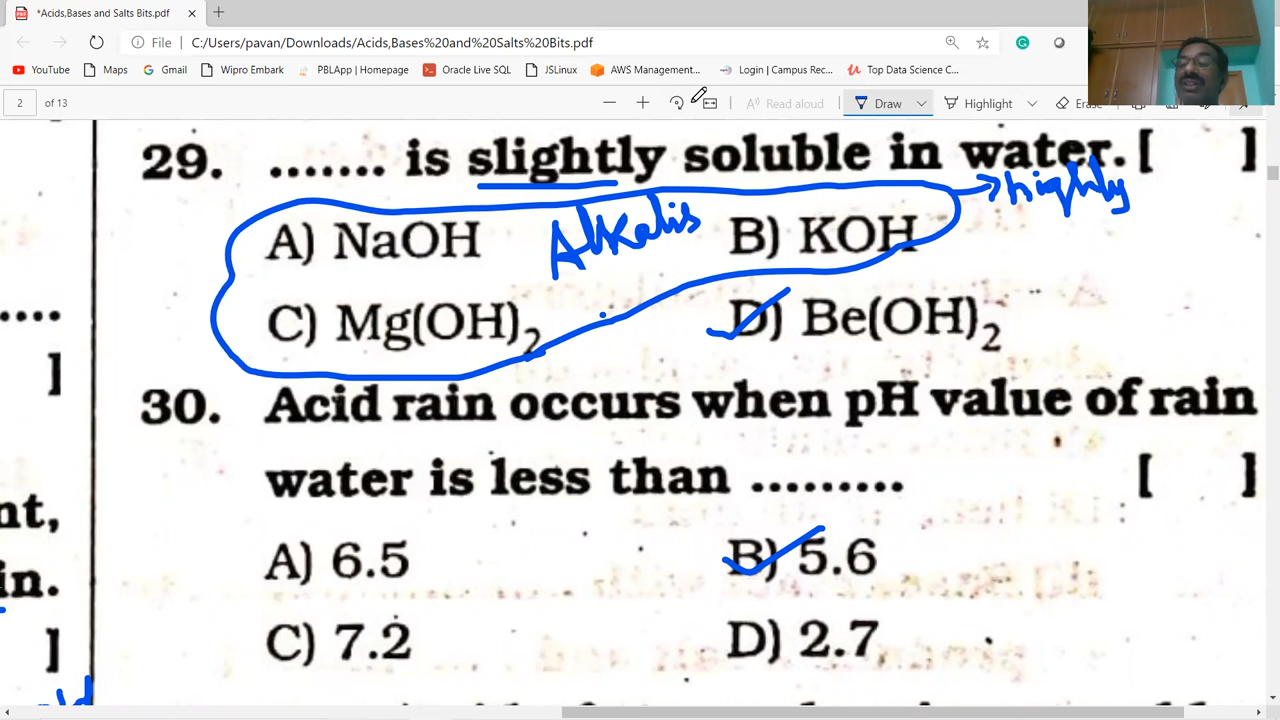 *Acids,Bases and Salts Bits.pdf
File C:/Users/pavan/Downloads/Acids,Bases%20and%20Salts%20Bits.pdf
YouTube Maps Gmail Wipro Embark PBLApp | Homepage Oracle Live SQL JSLinux AWS Management... Login | Campus Rec... Top Data Science C...
2 of 13 Read aloud Draw Highlight Erase
29. ....... is slightly soluble in water. [ ]
highly
A) NaOH Alkalis B) KOH
C) Mg(OH)2 D) Be(OH)2
....
]
30. Acid rain occurs when pH value of rain
water is less than ......... [ ]
nt,
A) 6.5 B) 5.6
in.
C) 7.2 D) 2.7
]